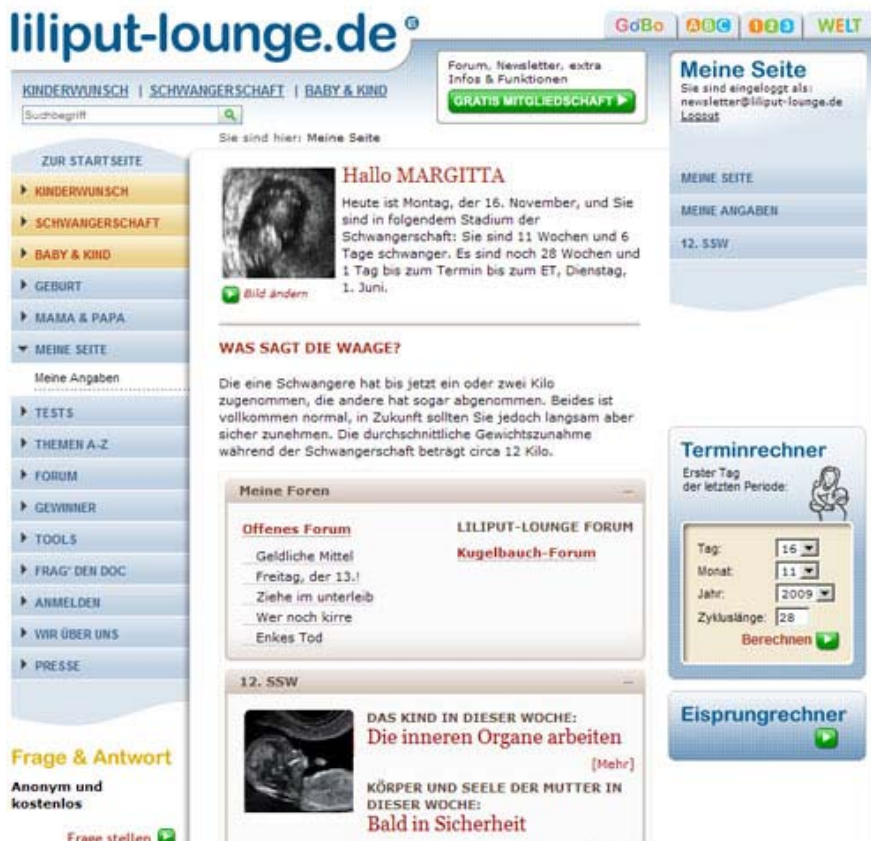 liliput-lounge.de
GoBo ABC 123 WELT
KINDERWUNSCH | SCHWANGERSCHAFT | BABY & KIND
Suchbegriff
Forum, Newsletter, extra
Infos & Funktionen
GRATIS MITGLIEDSCHAFT
Meine Seite
Sie sind eingeloggt als:
newsletter@liliput-lounge.de
Logout
MEINE SEITE
MEINE ANGABEN
12. SSW
Sie sind hier: Meine Seite
ZUR STARTSEITE
KINDERWUNSCH
SCHWANGERSCHAFT
BABY & KIND
GEBURT
MAMA & PAPA
MEINE SEITE
Meine Angaben
TESTS
THEMEN A-Z
FORUM
GEWINNER
TOOLS
FRAG' DEN DOC
ANMELDEN
WIR ÜBER UNS
PRESSE
Frage & Antwort
Anonym und
kostenlos
Frage stellen
Hallo MARGITTA
Heute ist Montag, der 16. November, und Sie
sind in folgendem Stadium der
Schwangerschaft: Sie sind 11 Wochen und 6
Tage schwanger. Es sind noch 28 Wochen und
1 Tag bis zum Termin bis zum ET, Dienstag,
1. Juni.
Bild ändern
WAS SAGT DIE WAAGE?
Die eine Schwangere hat bis jetzt ein oder zwei Kilo
zugenommen, die andere hat sogar abgenommen. Beides ist
vollkommen normal, in Zukunft sollten Sie jedoch langsam aber
sicher zunehmen. Die durchschnittliche Gewichtszunahme
während der Schwangerschaft beträgt circa 12 Kilo.
Meine Foren
Offenes Forum
Geldliche Mittel
Freitag, der 13.!
Ziehe im unterleib
Wer noch kirre
Enkes Tod
LILIPUT-LOUNGE FORUM
Kugelbauch-Forum
12. SSW
DAS KIND IN DIESER WOCHE:
Die inneren Organe arbeiten
[Mehr]
KÖRPER UND SEELE DER MUTTER IN
DIESER WOCHE:
Bald in Sicherheit
Terminrechner
Erster Tag
der letzten Periode:
Tag: 16
Monat: 11
Jahr: 2009
Zykluslänge: 28
Berechnen
Eisprungrechner